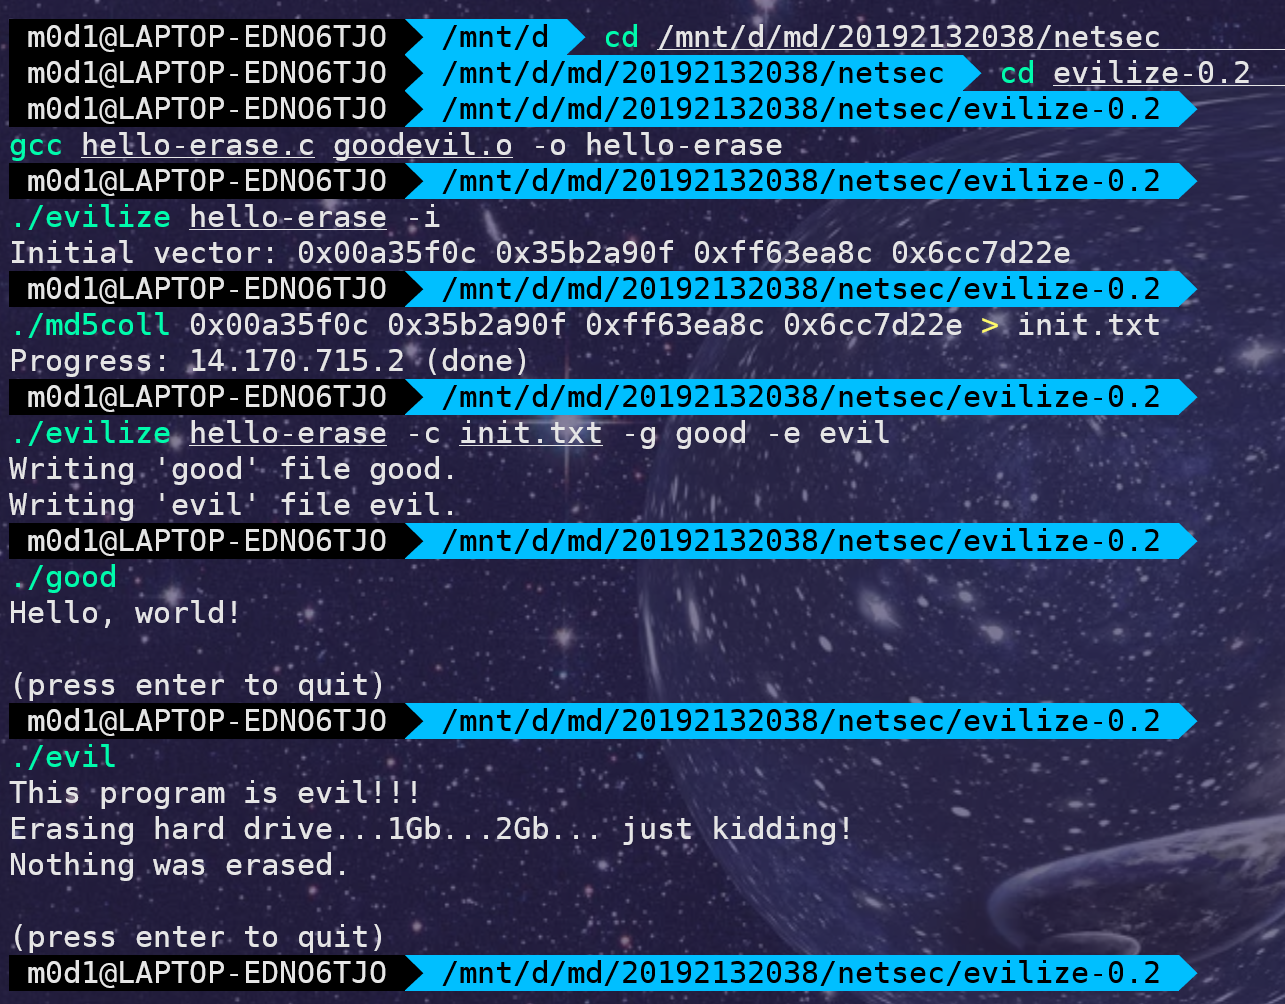 m0d1@LAPTOP-EDNO6TJO /mnt/d cd /mnt/d/md/20192132038/netsec
m0d1@LAPTOP-EDNO6TJO /mnt/d/md/20192132038/netsec cd evilize-0.2
m0d1@LAPTOP-EDNO6TJO /mnt/d/md/20192132038/netsec/evilize-0.2
gcc hello-erase.c goodevil.o -o hello-erase
m0d1@LAPTOP-EDNO6TJO /mnt/d/md/20192132038/netsec/evilize-0.2
./evilize hello-erase -i
Initial vector: 0x00a35f0c 0x35b2a90f 0xff63ea8c 0x6cc7d22e
m0d1@LAPTOP-EDNO6TJO /mnt/d/md/20192132038/netsec/evilize-0.2
./md5coll 0x00a35f0c 0x35b2a90f 0xff63ea8c 0x6cc7d22e > init.txt
Progress: 14.170.715.2 (done)
m0d1@LAPTOP-EDNO6TJO /mnt/d/md/20192132038/netsec/evilize-0.2
./evilize hello-erase -c init.txt -g good -e evil
Writing 'good' file good.
Writing 'evil' file evil.
m0d1@LAPTOP-EDNO6TJO /mnt/d/md/20192132038/netsec/evilize-0.2
./good
Hello, world!
(press enter to quit)
m0d1@LAPTOP-EDNO6TJO /mnt/d/md/20192132038/netsec/evilize-0.2
./evil
This program is evil!!!
Erasing hard drive...1Gb...2Gb... just kidding!
Nothing was erased.
(press enter to quit)
m0d1@LAPTOP-EDNO6TJO /mnt/d/md/20192132038/netsec/evilize-0.2